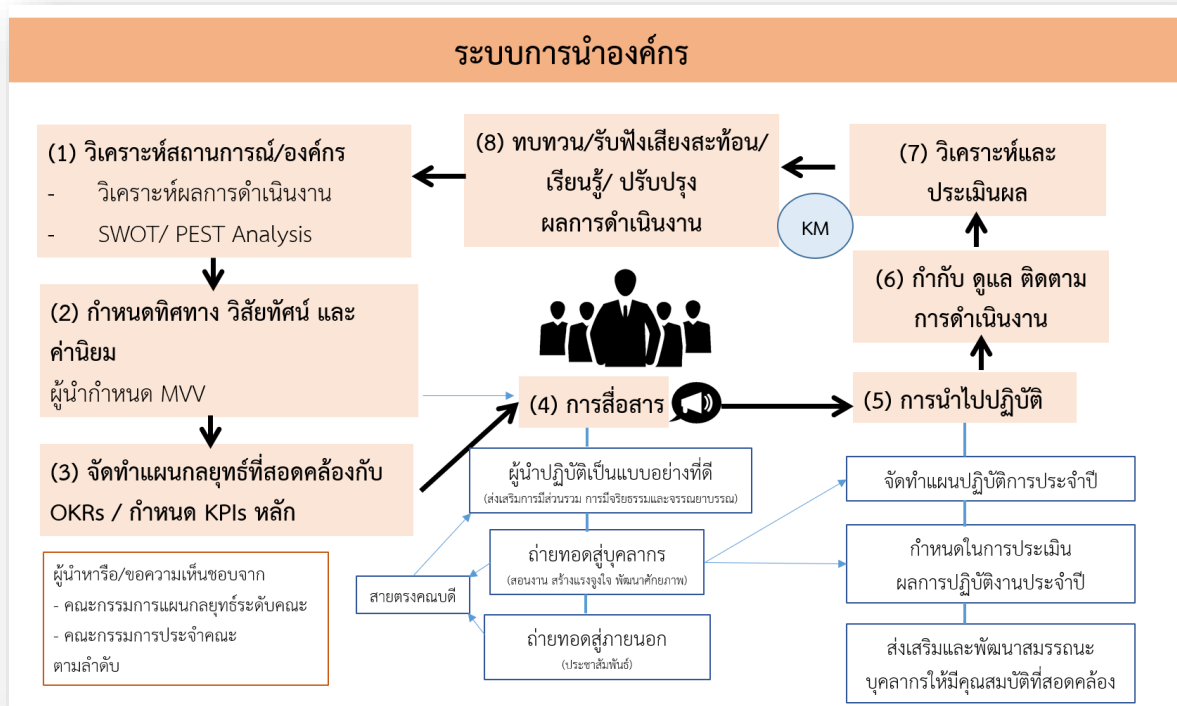 ระบบการนำองค์กร
(1) วิเคราะห์สถานการณ์/องค์กร
- วิเคราะห์ผลการดำเนินงาน
- SWOT/ PEST Analysis
(2) กำหนดทิศทาง วิสัยทัศน์ และ
ค่านิยม
ผู้นำกำหนด MVV
(3) จัดทำแผนกลยุทธ์ที่สอดคล้องกับ
OKRs / กำหนด KPIs หลัก
ผู้นำหารือ/ขอความเห็นชอบจาก
- คณะกรรมการแผนกลยุทธ์ระดับคณะ
- คณะกรรมการประจำคณะ
ตามลำดับ
(4) การสื่อสาร
ผู้นำปฏิบัติเป็นแบบอย่างที่ดี
(ส่งเสริมการมีส่วนรวม การมีจริยธรรมและจรรณยาบรรณ)
ถ่ายทอดสู่บุคลากร
(สอนงาน สร้างแรงจูงใจ พัฒนาศักยภาพ)
สายตรงคณบดี
ถ่ายทอดสู่ภายนอก
(ประชาสัมพันธ์)
(5) การนำไปปฏิบัติ
จัดทำแผนปฏิบัติการประจำปี
กำหนดในการประเมิน
ผลการปฏิบัติงานประจำปี
ส่งเสริมและพัฒนาสมรรถนะ
บุคลากรให้มีคุณสมบัติที่สอดคล้อง
(6) กำกับ ดูแล ติดตาม
การดำเนินงาน
(7) วิเคราะห์และ
ประเมินผล
KM
(8) ทบทวน/รับฟังเสียงสะท้อน/
เรียนรู้/ ปรับปรุง
ผลการดำเนินงาน